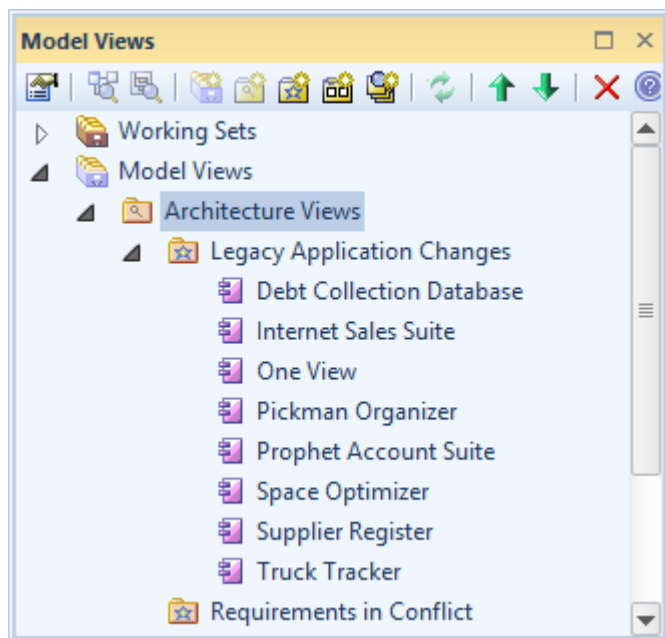 Model Views
Working Sets
Model Views
Architecture Views
Legacy Application Changes
Debt Collection Database
Internet Sales Suite
One View
Pickman Organizer
Prophet Account Suite
Space Optimizer
Supplier Register
Truck Tracker
Requirements in Conflict